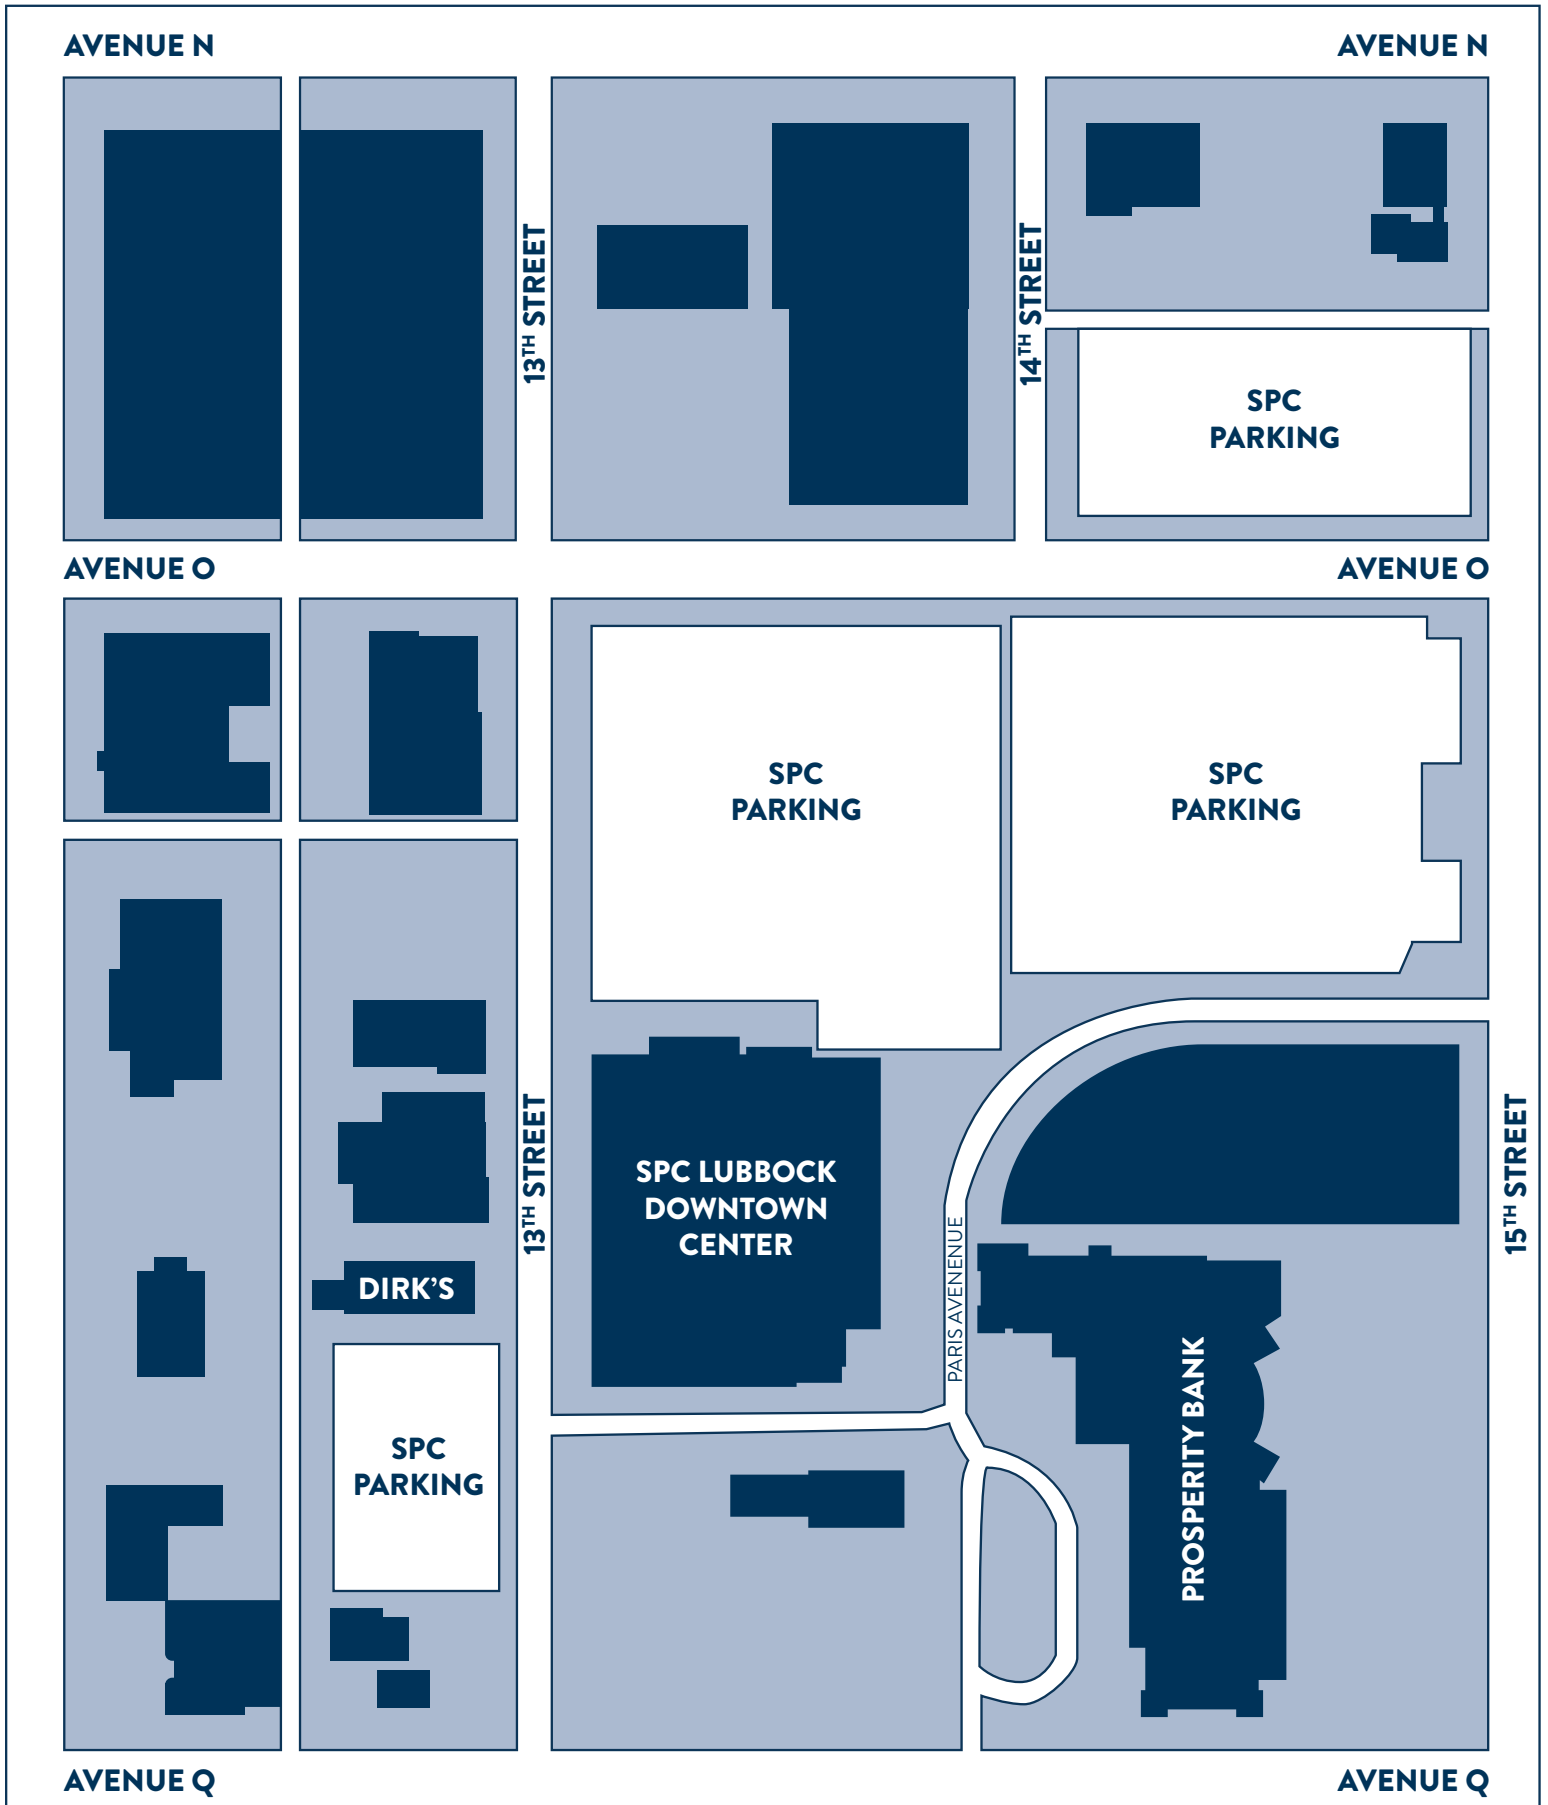 AVENUE N
AVENUE N
13TH STREET
14TH STREET
SPC
PARKING
AVENUE O
AVENUE O
SPC
PARKING
SPC
PARKING
13TH STREET
15TH STREET
SPC LUBBOCK
DOWNTOWN
CENTER
PARIS AVENENUE
DIRK'S
PROSPERITY BANK
SPC
PARKING
AVENUE Q
AVENUE Q